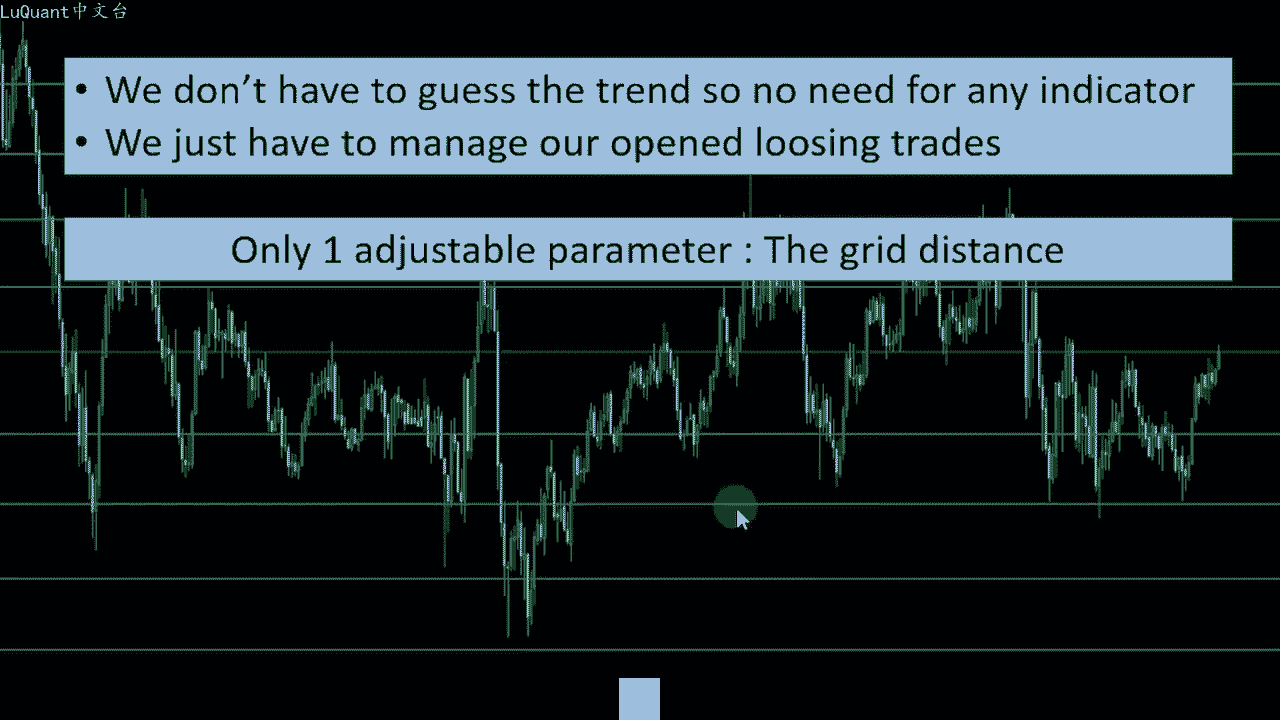 LuQuant中文台
• We don’t have to guess the trend so no need for any indicator
• We just have to manage our opened loosing trades
Only 1 adjustable parameter : The grid distance